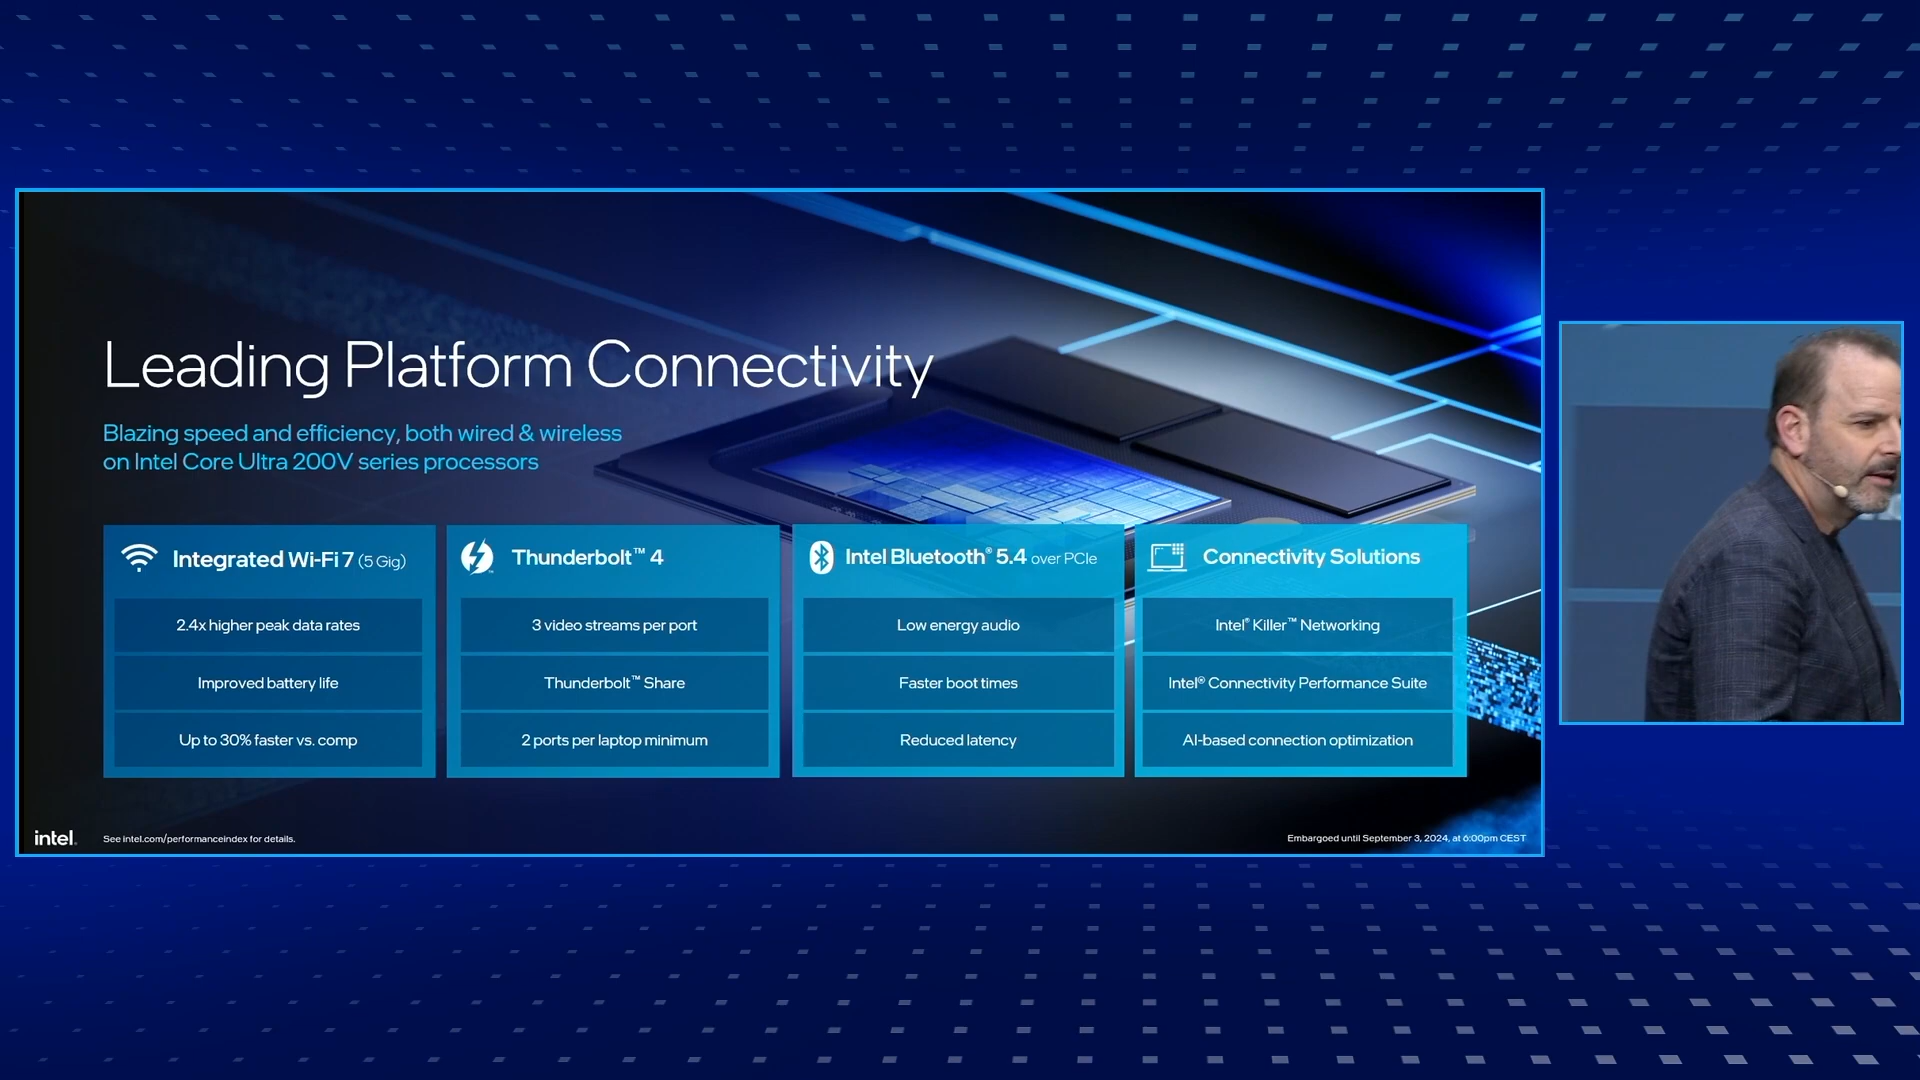 Leading Platform Connectivity
Blazing speed and efficiency, both wired & wireless
on Intel Core Ultra 200V series processors
Integrated Wi-Fi 7 (5 Gig)
2.4x higher peak data rates
Improved battery life
Up to 30% faster vs. comp
Thunderbolt™ 4
3 video streams per port
Thunderbolt™ Share
2 ports per laptop minimum
Intel Bluetooth® 5.4 over PCIe
Low energy audio
Faster boot times
Reduced latency
Connectivity Solutions
Intel® Killer™ Networking
Intel® Connectivity Performance Suite
AI-based connection optimization
intel.
See intel.com/performanceindex for details.
Embargoed until September 3, 2024, at 6:00pm CEST